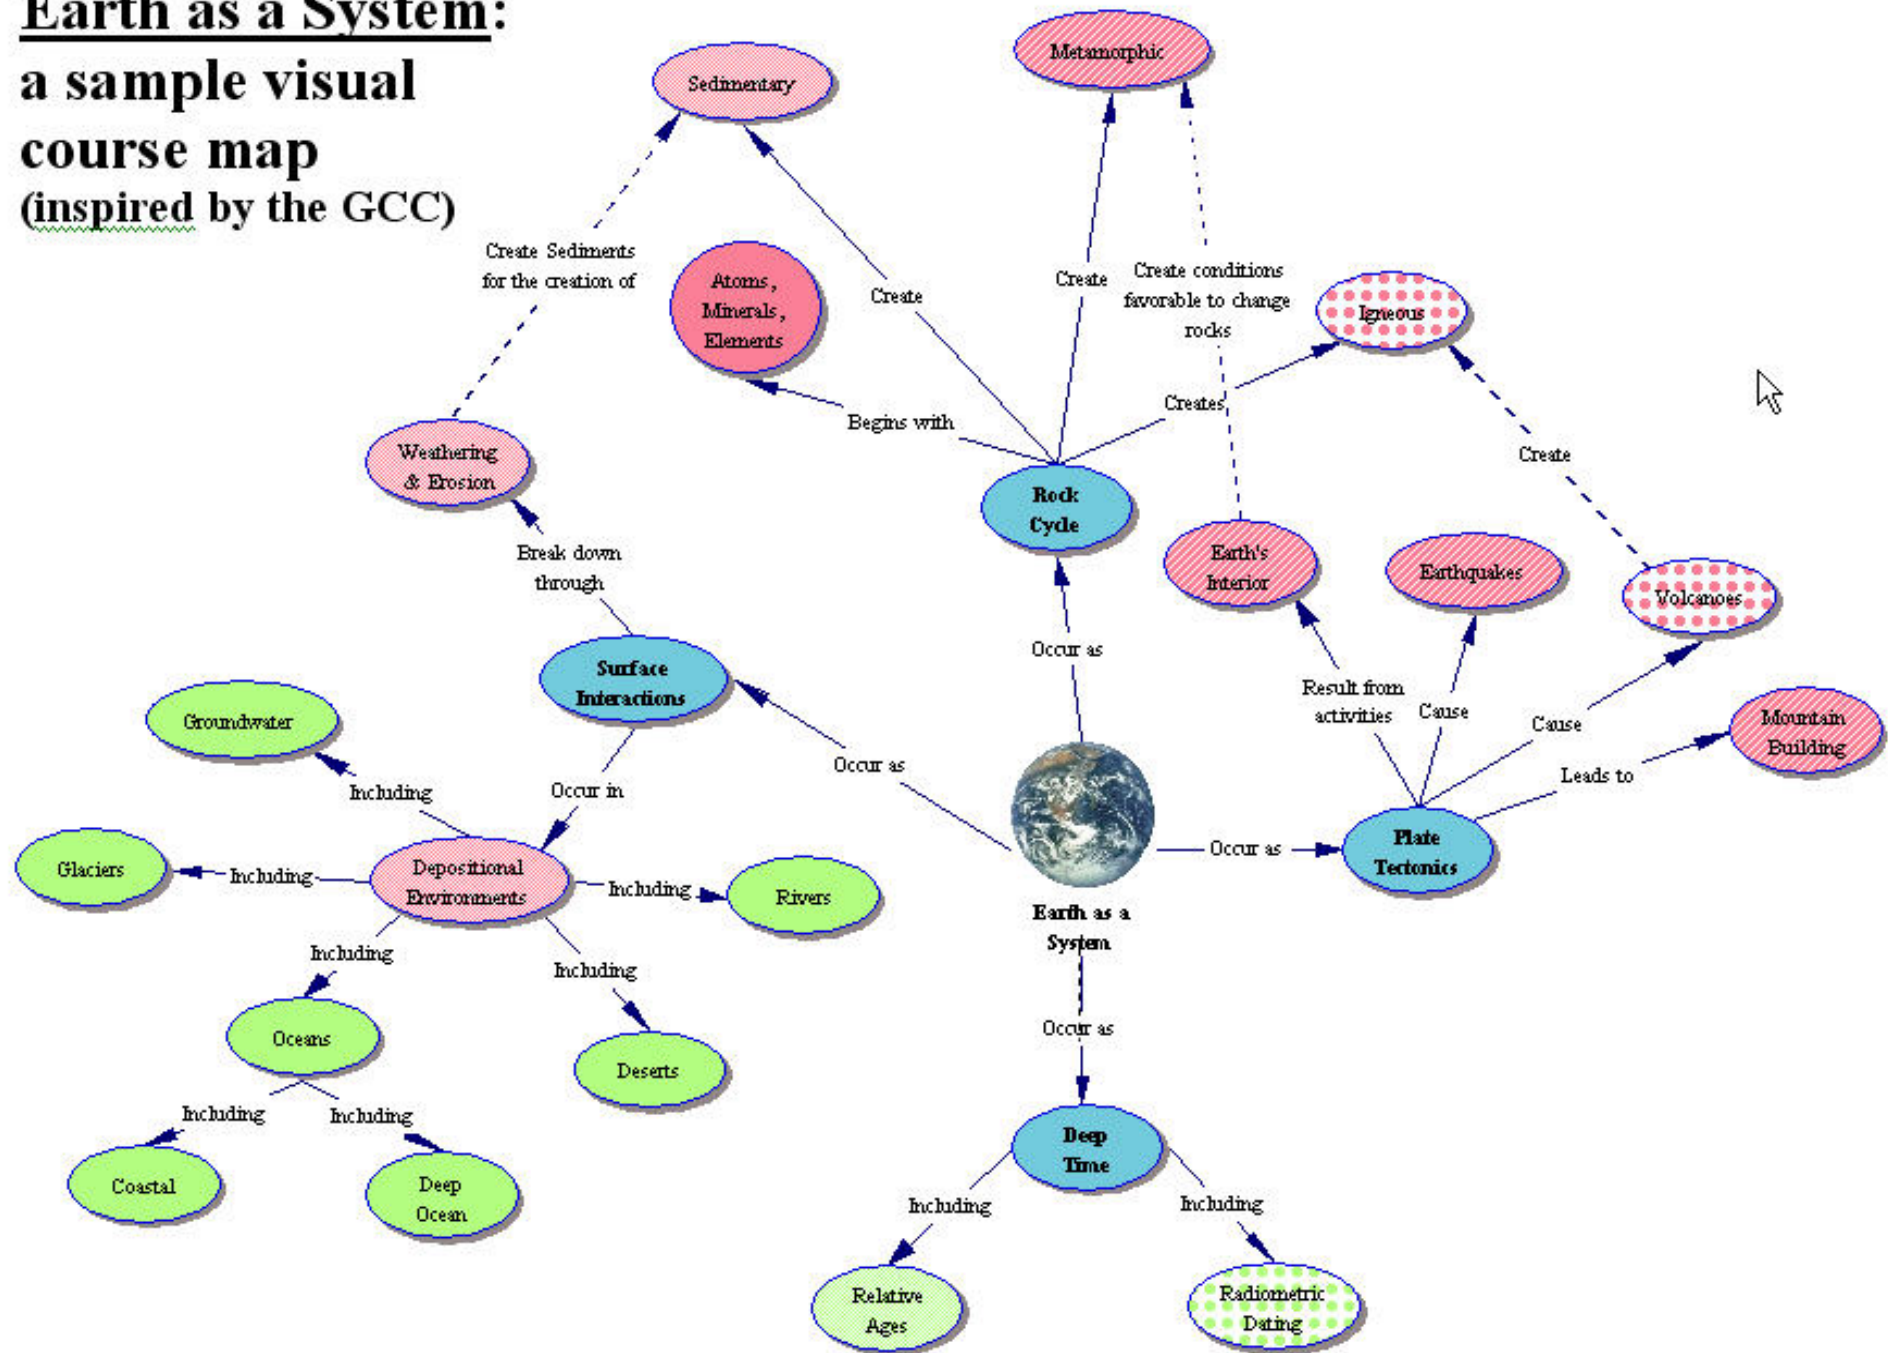 Earth as a System:
a sample visual
course map
(inspired by the GCC)
Sedimentary
Metamorphic
Create Sediments
for the creation of
Atoms,
Minerals,
Elements
Create
Create
Create conditions
favorable to change
rocks
Igneous
Begins with
Creates
Create
Weathering
& Erosion
Rock
Cycle
Break down
through
Earth's
Interior
Earthquakes
Volcanoes
Occur as
Surface
Interactions
Result from
activities
Cause
Cause
Mountain
Building
Groundwater
Occur as
Leads to
Including
Occur in
Plate
Tectonics
Occur as
Glaciers
Including
Depositional
Environments
Including
Rivers
Earth as a
System
Including
Including
Oceans
Occur as
Deserts
Including
Including
Deep
Time
Coastal
Deep
Ocean
Including
Including
Relative
Ages
Radiometric
Dating